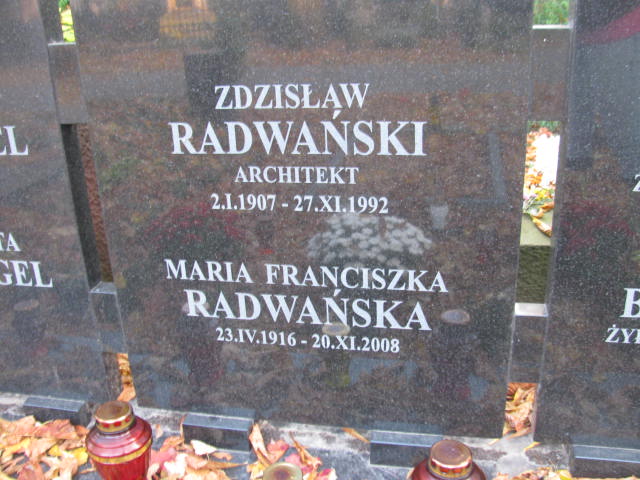 ZDZISŁAW
RADWAŃSKI
ARCHITEKT
2.I.1907 - 27.XI.1992
MARIA FRANCISZKA
RADWAŃSKA
23.IV.1916 - 20.XI.2008